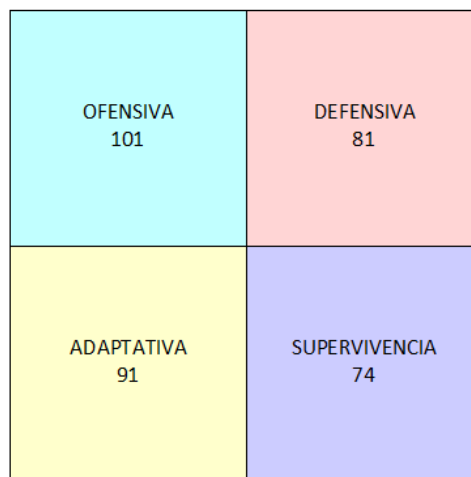 OFENSIVA
101
DEFENSIVA
81
ADAPTATIVA
91
SUPERVIVENCIA
74